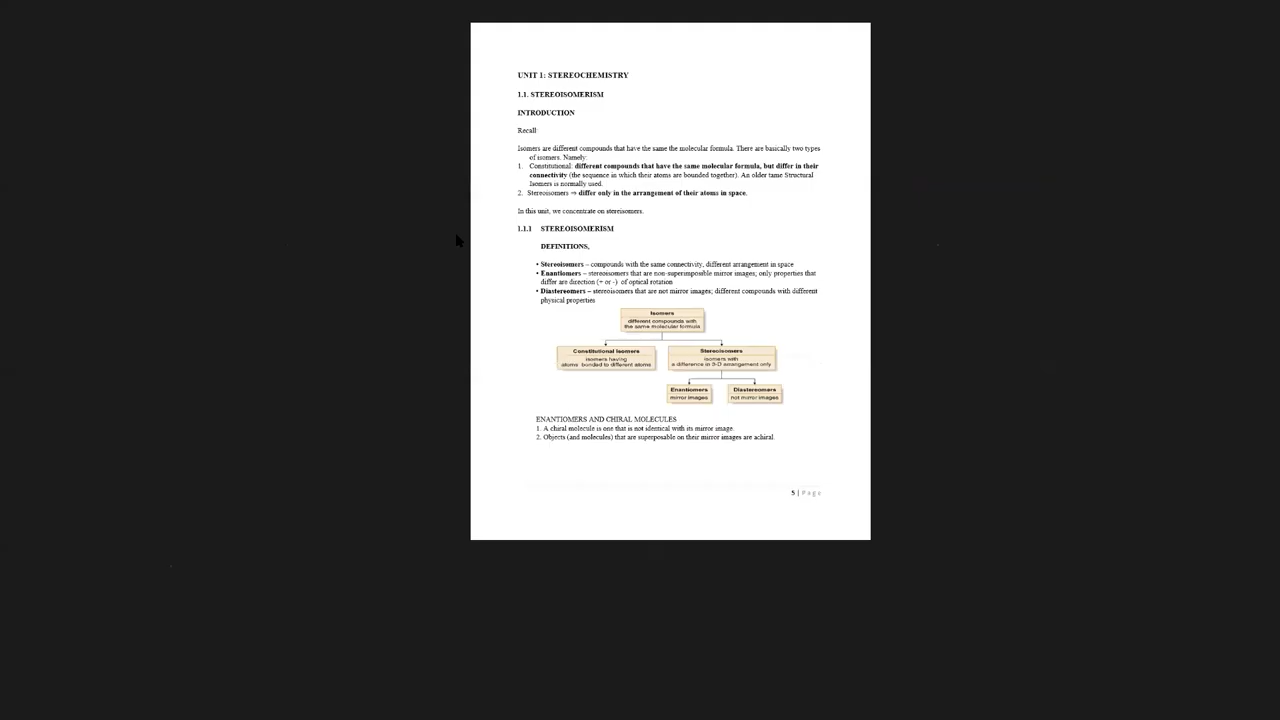 UNIT 1: STEREOCHEMISTRY
1.1. STEREOISOMERISM
INTRODUCTION
Recall:
Isomers are different compounds that have the same the molecular formula. There are basically two types
of isomers. Namely:
1. Constitutional: different compounds that have the same molecular formula, but differ in their
connectivity (the sequence in which their atoms are bounded together). An older tame Structural
Isomers is normally used.
2. Stereoisomers ⇒ differ only in the arrangement of their atoms in space.
In this unit, we concentrate on stereisomers.
1.1.1 STEREOISOMERISM
DEFINITIONS,
• Stereoisomers – compounds with the same connectivity, different arrangement in space
• Enantiomers – stereoisomers that are non-superimposible mirror images; only properties that
differ are direction (+ or -) of optical rotation
• Diastereomers – stereoisomers that are not mirror images; different compounds with different
physical properties
Isomers
different compounds with
the same molecular formula
Constitutional Isomers
isomers having
atoms bonded to different atoms
Stereoisomers
isomers with
a difference in 3-D arrangement only
Enantiomers
mirror images
Diastereomers
not mirror images
ENANTIOMERS AND CHIRAL MOLECULES
1. A chiral molecule is one that is not identical with its mirror image.
2. Objects (and molecules) that are superposable on their mirror images are achiral.
5 | Page